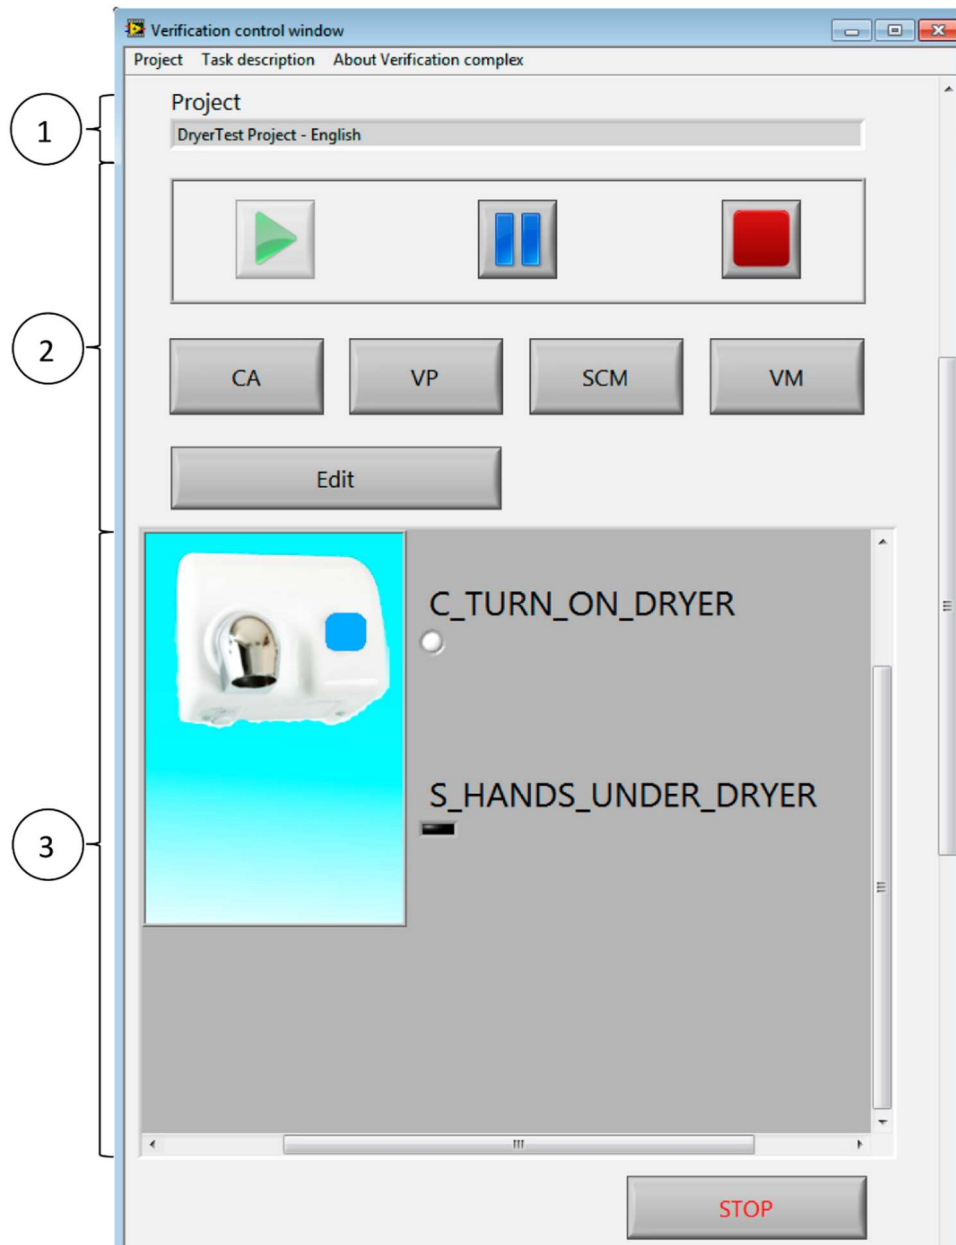 Verification control window
Project Task description About Verification complex
Project
1
DryerTest Project - English
2
CA VP SCM VM
Edit
C_TURN_ON_DRYER
S_HANDS_UNDER_DRYER
3
STOP